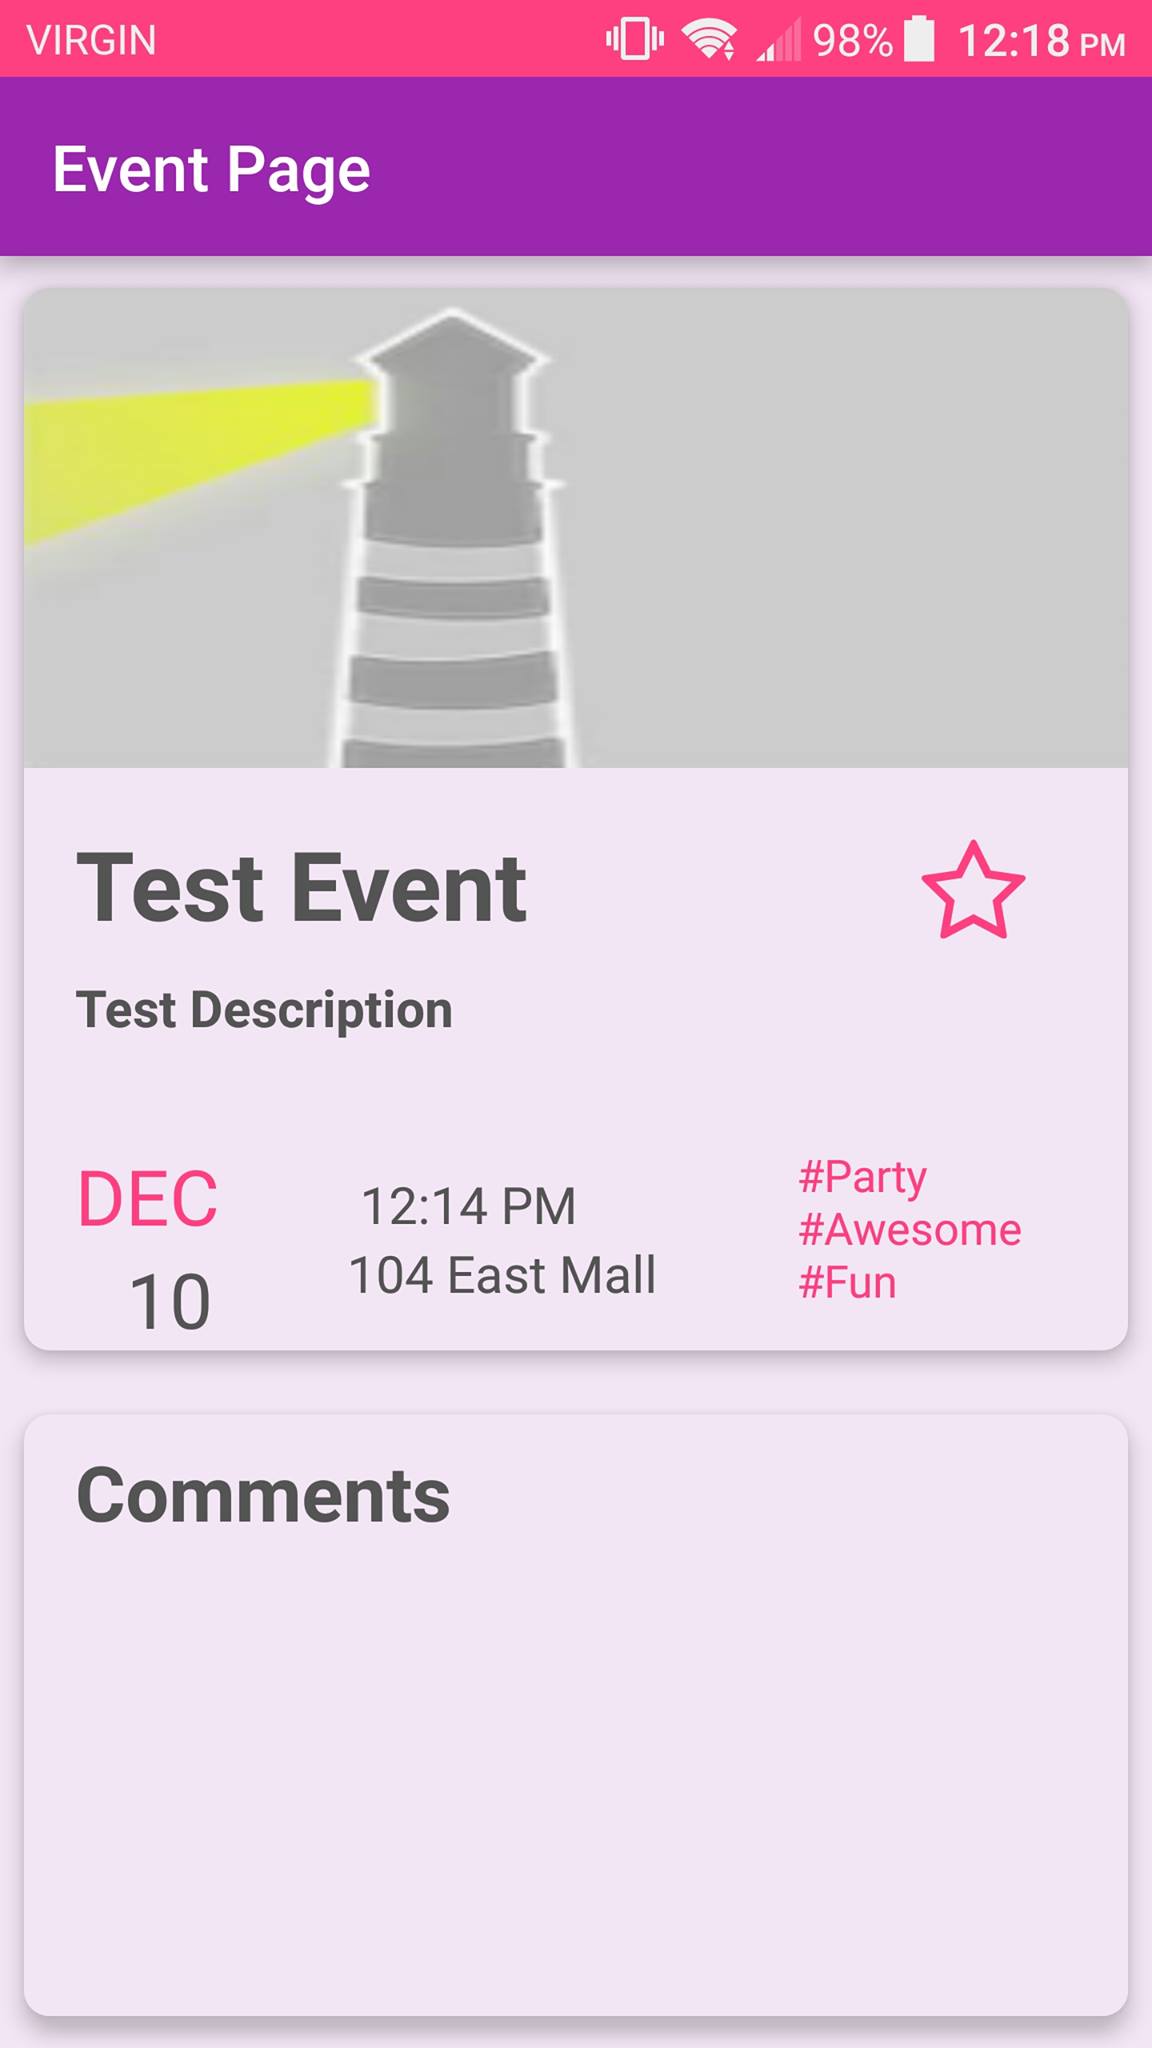 VIRGIN 98% 12:18 PM
Event Page
Test Event
Test Description
DEC
10
12:14 PM
104 East Mall
#Party
#Awesome
#Fun
Comments